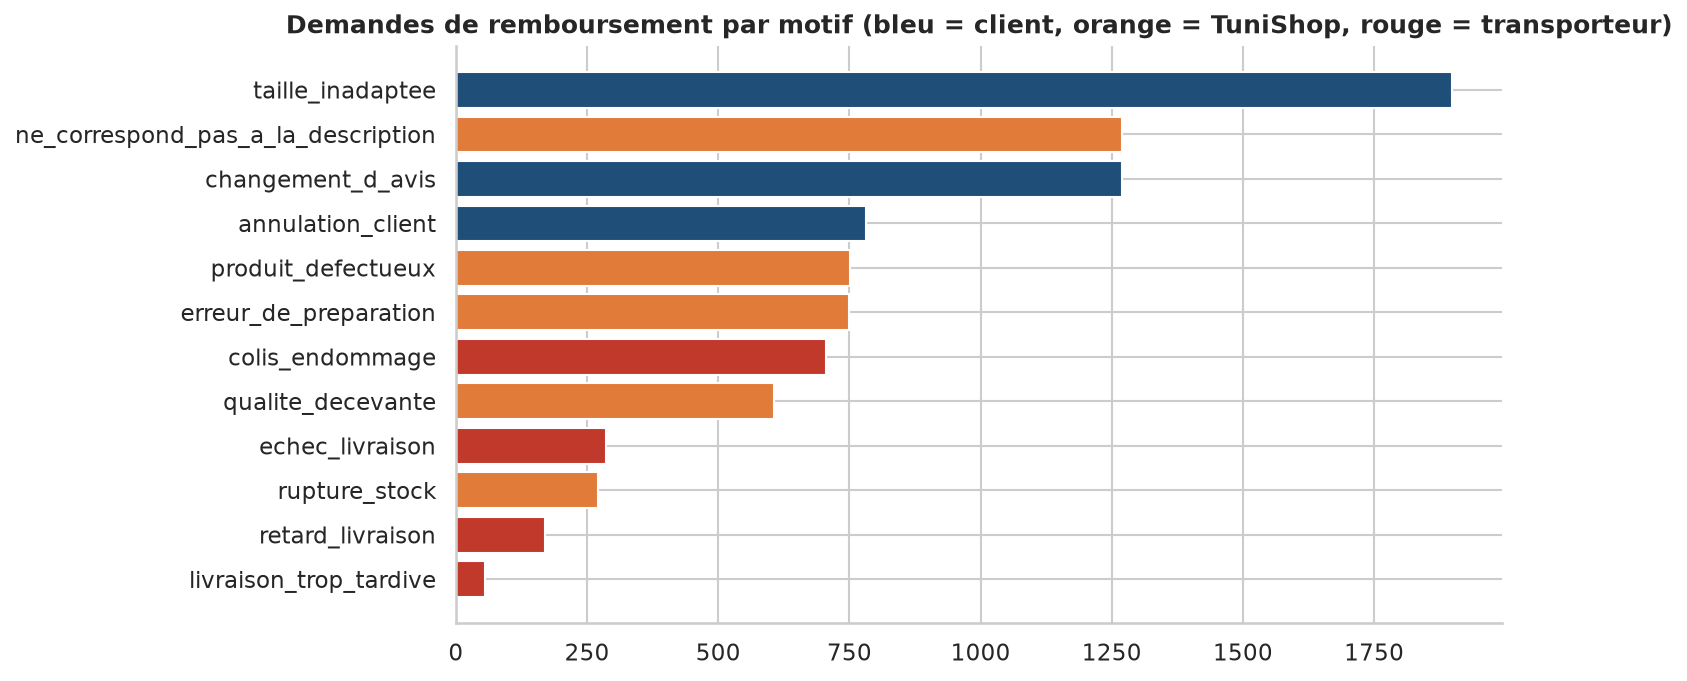 Demandes de remboursement par motif (bleu = client, orange = TuniShop, rouge = transporteur)
taille_inadaptee
ne_correspond_pas_a_la_description
changement_d_avis
annulation_client
produit_defectueux
erreur_de_preparation
colis_endommage
qualite_decevante
echec_livraison
rupture_stock
retard_livraison
livraison_trop_tardive
0 250 500 750 1000 1250 1500 1750